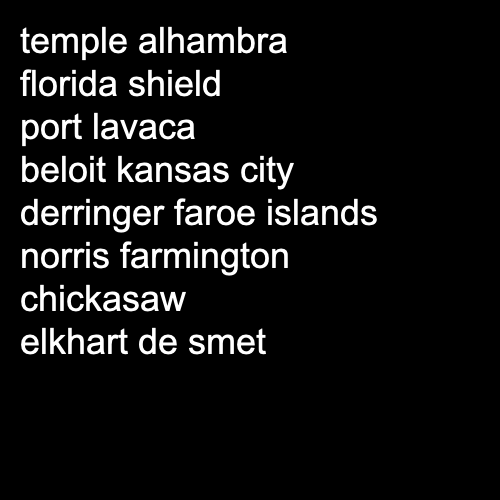 temple alhambra
florida shield
port lavaca
beloit kansas city
derringer faroe islands
norris farmington
chickasaw
elkhart de smet